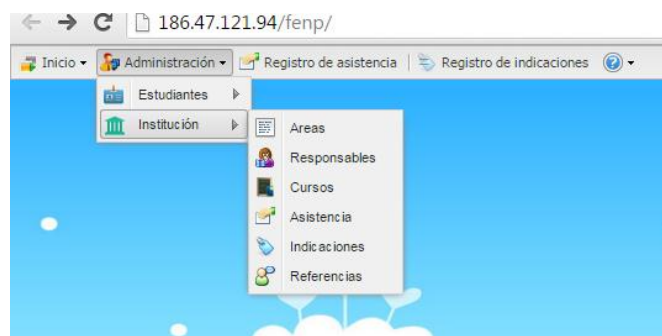 186.47.121.94/fenp/
Inicio Administración Registro de asistencia Registro de indicaciones
Estudiantes
Institución
Areas
Responsables
Cursos
Asistencia
Indicaciones
Referencias